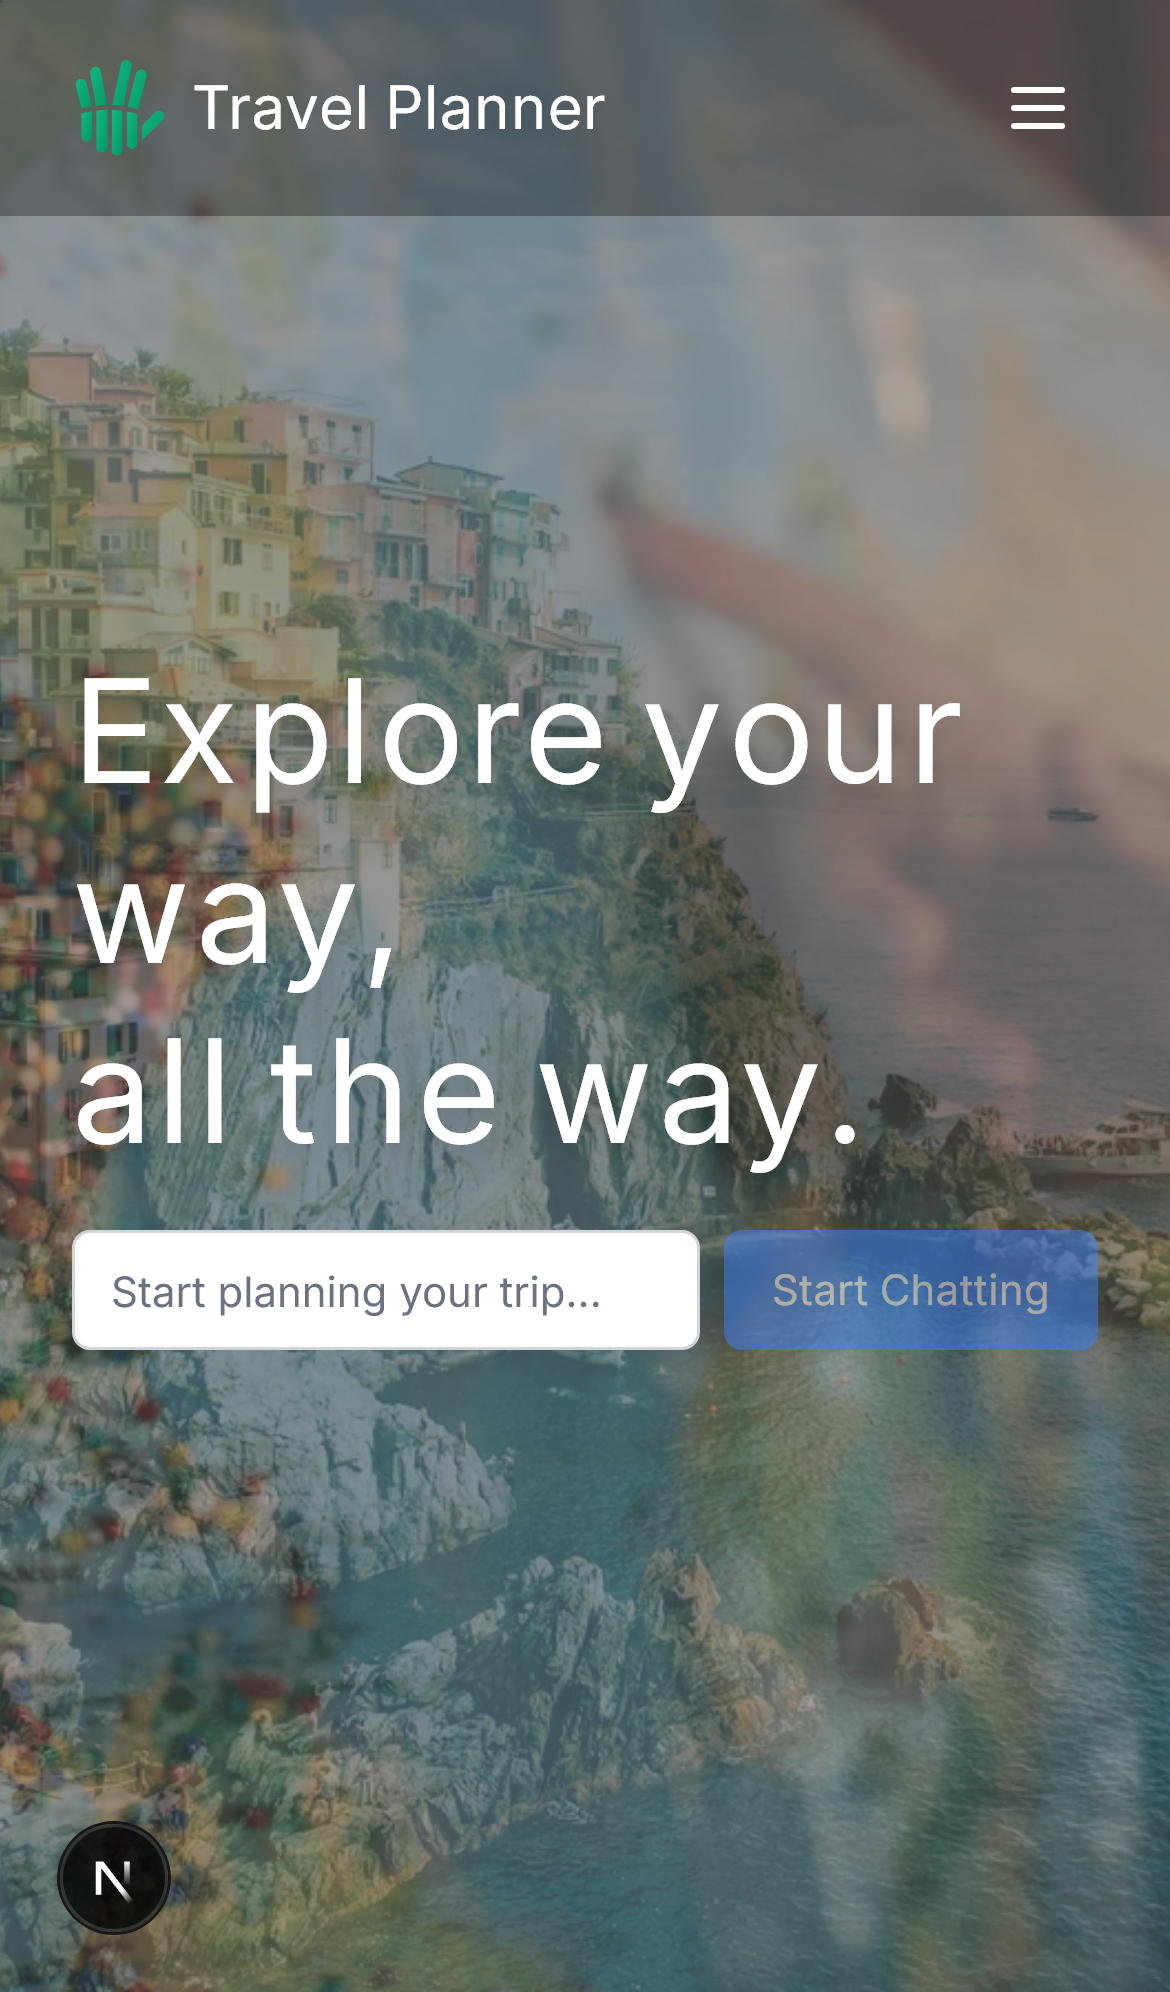 Travel Planner
Explore your
way,
all the way.
Start planning your trip...
Start Chatting
N